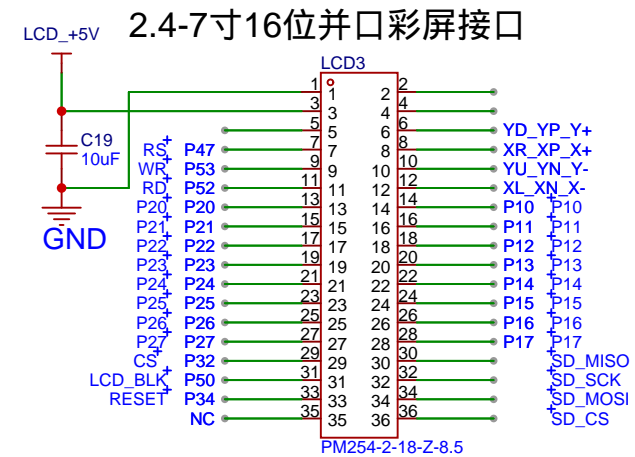 2.4-7寸16位并口彩屏接口
LCD_+5V
LCD3
1 1 2 2
3 3 4 4
5 5 6 6 YD_YP_Y+
C19
10uF
RS P47 7 7 8 8 XR_XP_X+
WR P53 9 9 10 10 YU_YN_Y-
RD P52 11 11 12 12 XL_XN_X-
P20 P20 13 13 14 14 P10 P10
P21 P21 15 15 16 16 P11 P11
GND
P22 P22 17 17 18 18 P12 P12
P23 P23 19 19 20 20 P13 P13
P24 P24 21 21 22 22 P14 P14
P25 P25 23 23 24 24 P15 P15
P26 P26 25 25 26 26 P16 P16
P27 P27 27 27 28 28 P17 P17
CS P32 29 29 30 30 SD_MISO
LCD_BLK P50 31 31 32 32 SD_SCK
RESET P34 33 33 34 34 SD_MOSI
NC 35 35 36 36 SD_CS
PM254-2-18-Z-8.5